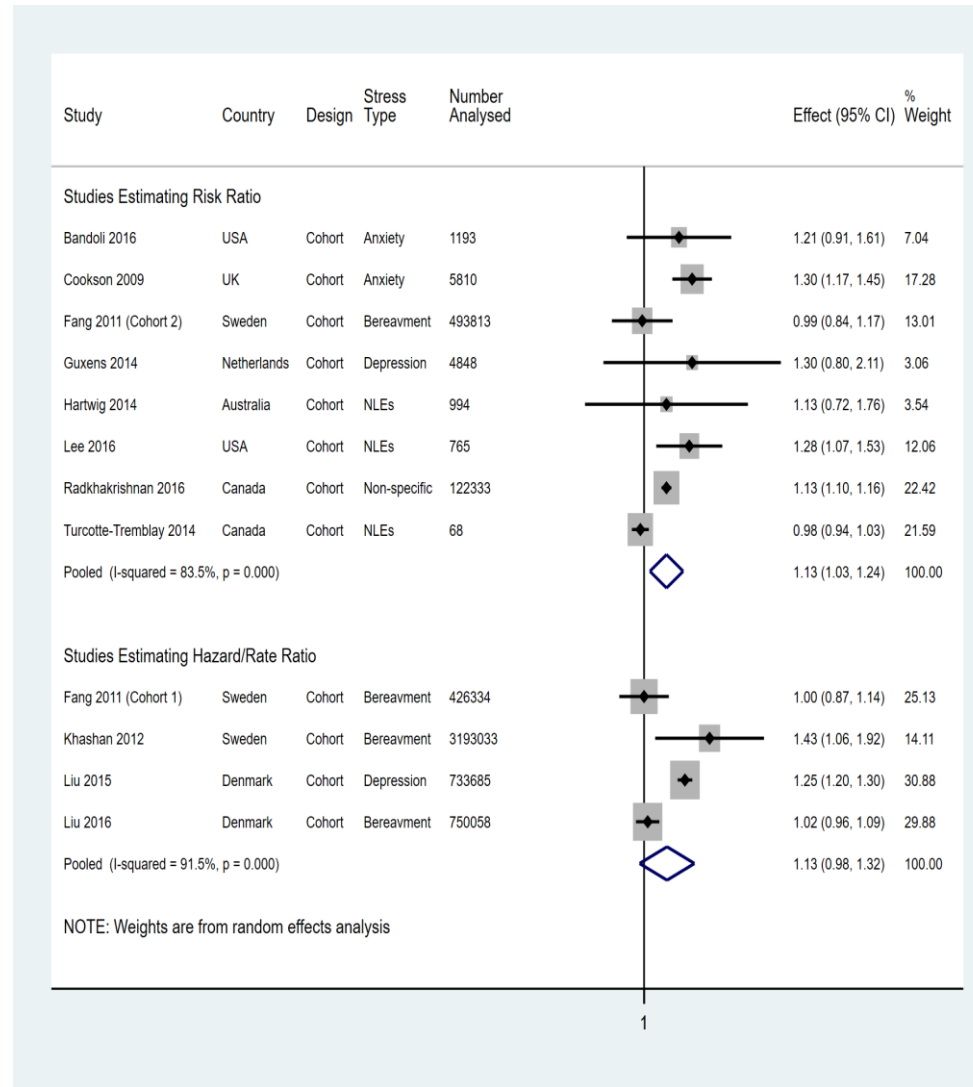 Study Country Design Stress Type Number Analysed Effect (95% CI) % Weight
Studies Estimating Risk Ratio
Bandoli 2016 USA Cohort Anxiety 1193 1.21 (0.91, 1.61) 7.04
Cookson 2009 UK Cohort Anxiety 5810 1.30 (1.17, 1.45) 17.28
Fang 2011 (Cohort 2) Sweden Cohort Bereavment 493813 0.99 (0.84, 1.17) 13.01
Guxens 2014 Netherlands Cohort Depression 4848 1.30 (0.80, 2.11) 3.06
Hartwig 2014 Australia Cohort NLEs 994 1.13 (0.72, 1.76) 3.54
Lee 2016 USA Cohort NLEs 765 1.28 (1.07, 1.53) 12.06
Radkhakrishnan 2016 Canada Cohort Non-specific 122333 1.13 (1.10, 1.16) 22.42
Turcotte-Tremblay 2014 Canada Cohort NLEs 68 0.98 (0.94, 1.03) 21.59
Pooled (I-squared = 83.5%, p = 0.000) 1.13 (1.03, 1.24) 100.00
Studies Estimating Hazard/Rate Ratio
Fang 2011 (Cohort 1) Sweden Cohort Bereavment 426334 1.00 (0.87, 1.14) 25.13
Khashan 2012 Sweden Cohort Bereavment 3193033 1.43 (1.06, 1.92) 14.11
Liu 2015 Denmark Cohort Depression 733685 1.25 (1.20, 1.30) 30.88
Liu 2016 Denmark Cohort Bereavment 750058 1.02 (0.96, 1.09) 29.88
Pooled (I-squared = 91.5%, p = 0.000) 1.13 (0.98, 1.32) 100.00
NOTE: Weights are from random effects analysis
1